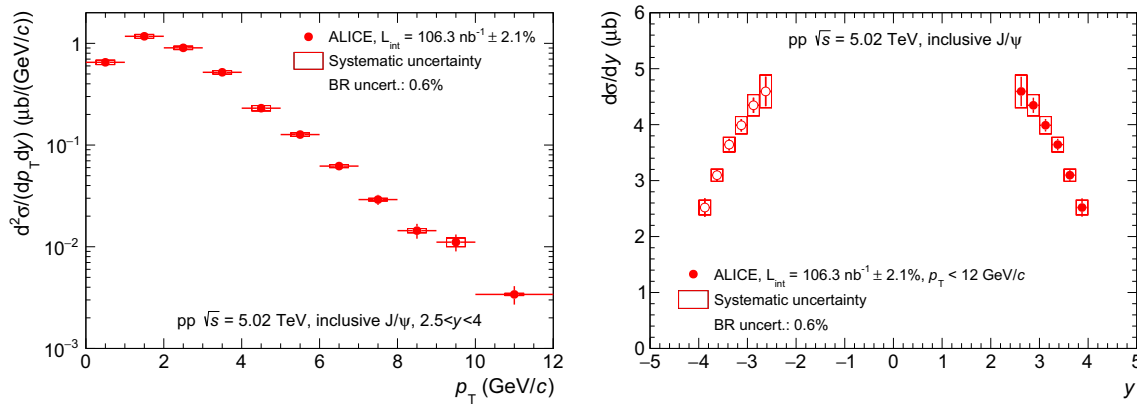 d²σ/(dp_T dy) (μb/(GeV/c))
1
10⁻¹
10⁻²
10⁻³
ALICE, L_int = 106.3 nb⁻¹ ± 2.1%
Systematic uncertainty
BR uncert.: 0.6%
pp √s = 5.02 TeV, inclusive J/ψ, 2.5<y<4
0 2 4 6 8 10 12
p_T (GeV/c)
dσ/dy (μb)
6
5
4
3
2
1
0
pp √s = 5.02 TeV, inclusive J/ψ
ALICE, L_int = 106.3 nb⁻¹ ± 2.1%, p_T < 12 GeV/c
Systematic uncertainty
BR uncert.: 0.6%
−5 −4 −3 −2 −1 0 1 2 3 4 5
y